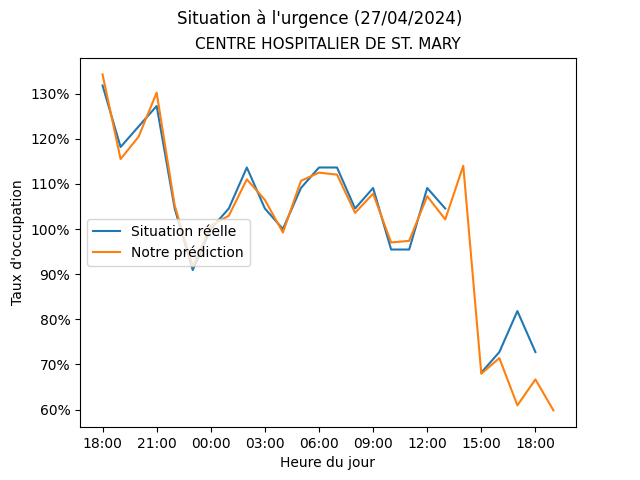 Situation à l'urgence (27/04/2024)
CENTRE HOSPITALIER DE ST. MARY
Taux d'occupation
130%
120%
110%
100%
90%
80%
70%
60%
Situation réelle
Notre prédiction
18:00 21:00 00:00 03:00 06:00 09:00 12:00 15:00 18:00
Heure du jour